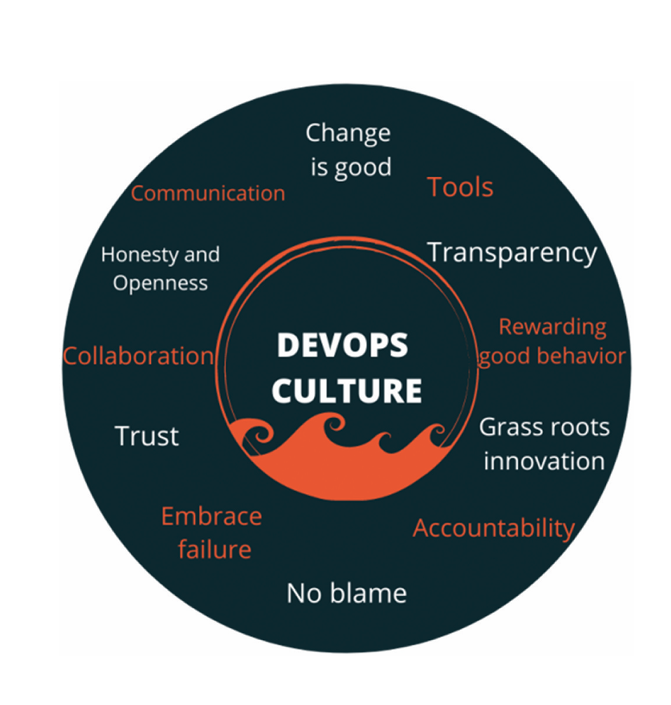 Change
is good
Communication
Tools
Honesty and
Openness
Transparency
Rewarding
good behavior
Collaboration
DEVOPS
CULTURE
Trust
Grass roots
innovation
Embrace
failure
Accountability
No blame